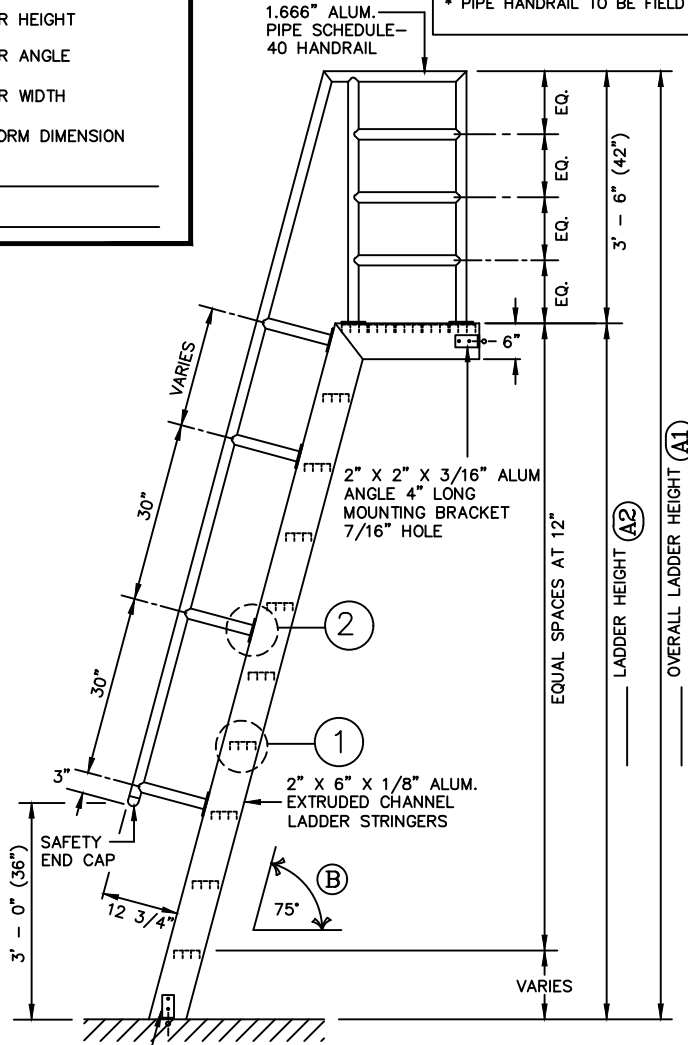 R HEIGHT
R ANGLE
R WIDTH
ORM DIMENSION
1.666" ALUM.
PIPE SCHEDULE-
40 HANDRAIL
* PIPE HANDRAIL TO BE FIELD
EQ.
EQ.
EQ.
EQ.
3' - 6" (42")
6"
VARIES
30"
30"
3"
2" X 2" X 3/16" ALUM
ANGLE 4" LONG
MOUNTING BRACKET
7/16" HOLE
EQUAL SPACES AT 12"
LADDER HEIGHT A2
OVERALL LADDER HEIGHT A1
2
1
2" X 6" X 1/8" ALUM.
EXTRUDED CHANNEL
LADDER STRINGERS
SAFETY
END CAP
3' - 0" (36")
12 3/4"
75°
B
VARIES